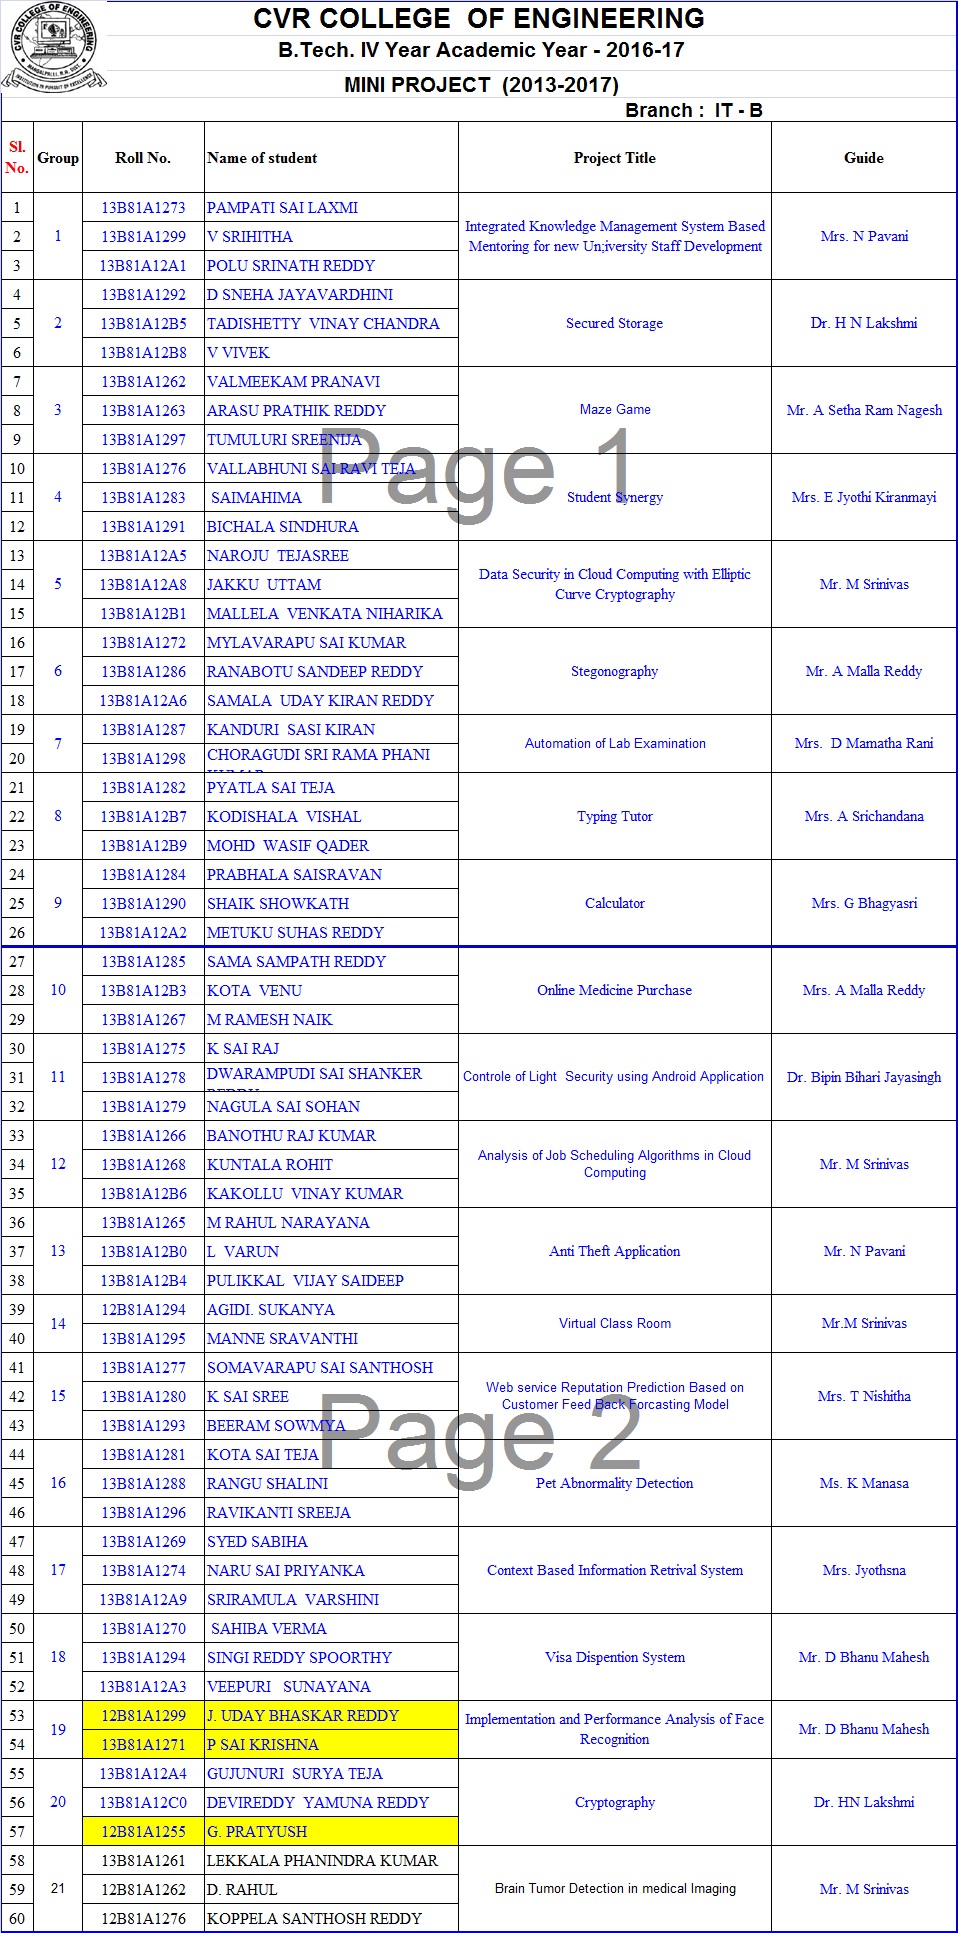 CVR COLLEGE OF ENGINEERING
B.Tech. IV Year Academic Year - 2016-17
MINI PROJECT (2013-2017)
Branch : IT - B
Sl. No. Group Roll No. Name of student Project Title Guide
1 13B81A1273 PAMPATI SAI LAXMI
2 1 13B81A1299 V SRIHITHA Integrated Knowledge Management System Based Mentoring for new Un;iversity Staff Development Mrs. N Pavani
3 13B81A12A1 POLU SRINATH REDDY
4 13B81A1292 D SNEHA JAYAVARDHINI
5 2 13B81A12B5 TADISHETTY VINAY CHANDRA Secured Storage Dr. H N Lakshmi
6 13B81A12B8 V VIVEK
7 13B81A1262 VALMEEKAM PRANAVI
8 3 13B81A1263 ARASU PRATHIK REDDY Maze Game Mr. A Setha Ram Nagesh
9 13B81A1297 TUMULURI SREENIJA
Page 1
10 13B81A1276 VALLABHUNI SAI RAVI TEJA
11 4 13B81A1283 SAIMAHIMA Student Synergy Mrs. E Jyothi Kiranmayi
12 13B81A1291 BICHALA SINDHURA
13 13B81A12A5 NAROJU TEJASREE
14 5 13B81A12A8 JAKKU UTTAM Data Security in Cloud Computing with Elliptic Curve Cryptography Mr. M Srinivas
15 13B81A12B1 MALLELA VENKATA NIHARIKA
16 13B81A1272 MYLAVARAPU SAI KUMAR
17 6 13B81A1286 RANABOTU SANDEEP REDDY Stegonography Mr. A Malla Reddy
18 13B81A12A6 SAMALA UDAY KIRAN REDDY
19 7 13B81A1287 KANDURI SASI KIRAN Automation of Lab Examination Mrs. D Mamatha Rani
20 13B81A1298 CHORAGUDI SRI RAMA PHANI
21 13B81A1282 PYATLA SAI TEJA
22 8 13B81A12B7 KODISHALA VISHAL Typing Tutor Mrs. A Srichandana
23 13B81A12B9 MOHD WASIF QADER
24 13B81A1284 PRABHALA SAISRAVAN
25 9 13B81A1290 SHAIK SHOWKATH Calculator Mrs. G Bhagyasri
26 13B81A12A2 METUKU SUHAS REDDY
27 13B81A1285 SAMA SAMPATH REDDY
28 10 13B81A12B3 KOTA VENU Online Medicine Purchase Mrs. A Malla Reddy
29 13B81A1267 M RAMESH NAIK
30 13B81A1275 K SAI RAJ
31 11 13B81A1278 DWARAMPUDI SAI SHANKER Controle of Light Security using Android Application Dr. Bipin Bihari Jayasingh
32 13B81A1279 NAGULA SAI SOHAN
33 13B81A1266 BANOTHU RAJ KUMAR
34 12 13B81A1268 KUNTALA ROHIT Analysis of Job Scheduling Algorithms in Cloud Computing Mr. M Srinivas
35 13B81A12B6 KAKOLLU VINAY KUMAR
36 13B81A1265 M RAHUL NARAYANA
37 13 13B81A12B0 L VARUN Anti Theft Application Mr. N Pavani
38 13B81A12B4 PULIKKAL VIJAY SAIDEEP
39 14 12B81A1294 AGIDI. SUKANYA Virtual Class Room Mr.M Srinivas
40 13B81A1295 MANNE SRAVANTHI
41 13B81A1277 SOMAVARAPU SAI SANTHOSH
42 15 13B81A1280 K SAI SREE Web service Reputation Prediction Based on Customer Feed Back Forcasting Model Mrs. T Nishitha
43 13B81A1293 BEERAM SOWMYA
Page 2
44 13B81A1281 KOTA SAI TEJA
45 16 13B81A1288 RANGU SHALINI Pet Abnormality Detection Ms. K Manasa
46 13B81A1296 RAVIKANTI SREEJA
47 13B81A1269 SYED SABIHA
48 17 13B81A1274 NARU SAI PRIYANKA Context Based Information Retrival System Mrs. Jyothsna
49 13B81A12A9 SRIRAMULA VARSHINI
50 13B81A1270 SAHIBA VERMA
51 18 13B81A1294 SINGI REDDY SPOORTHY Visa Dispention System Mr. D Bhanu Mahesh
52 13B81A12A3 VEEPURI SUNAYANA
53 19 12B81A1299 J. UDAY BHASKAR REDDY Implementation and Performance Analysis of Face Recognition Mr. D Bhanu Mahesh
54 13B81A1271 P SAI KRISHNA
55 13B81A12A4 GUJUNURI SURYA TEJA
56 20 13B81A12C0 DEVIREDDY YAMUNA REDDY Cryptography Dr. HN Lakshmi
57 12B81A1255 G. PRATYUSH
58 13B81A1261 LEKKALA PHANINDRA KUMAR
59 21 12B81A1262 D. RAHUL Brain Tumor Detection in medical Imaging Mr. M Srinivas
60 12B81A1276 KOPPELA SANTHOSH REDDY